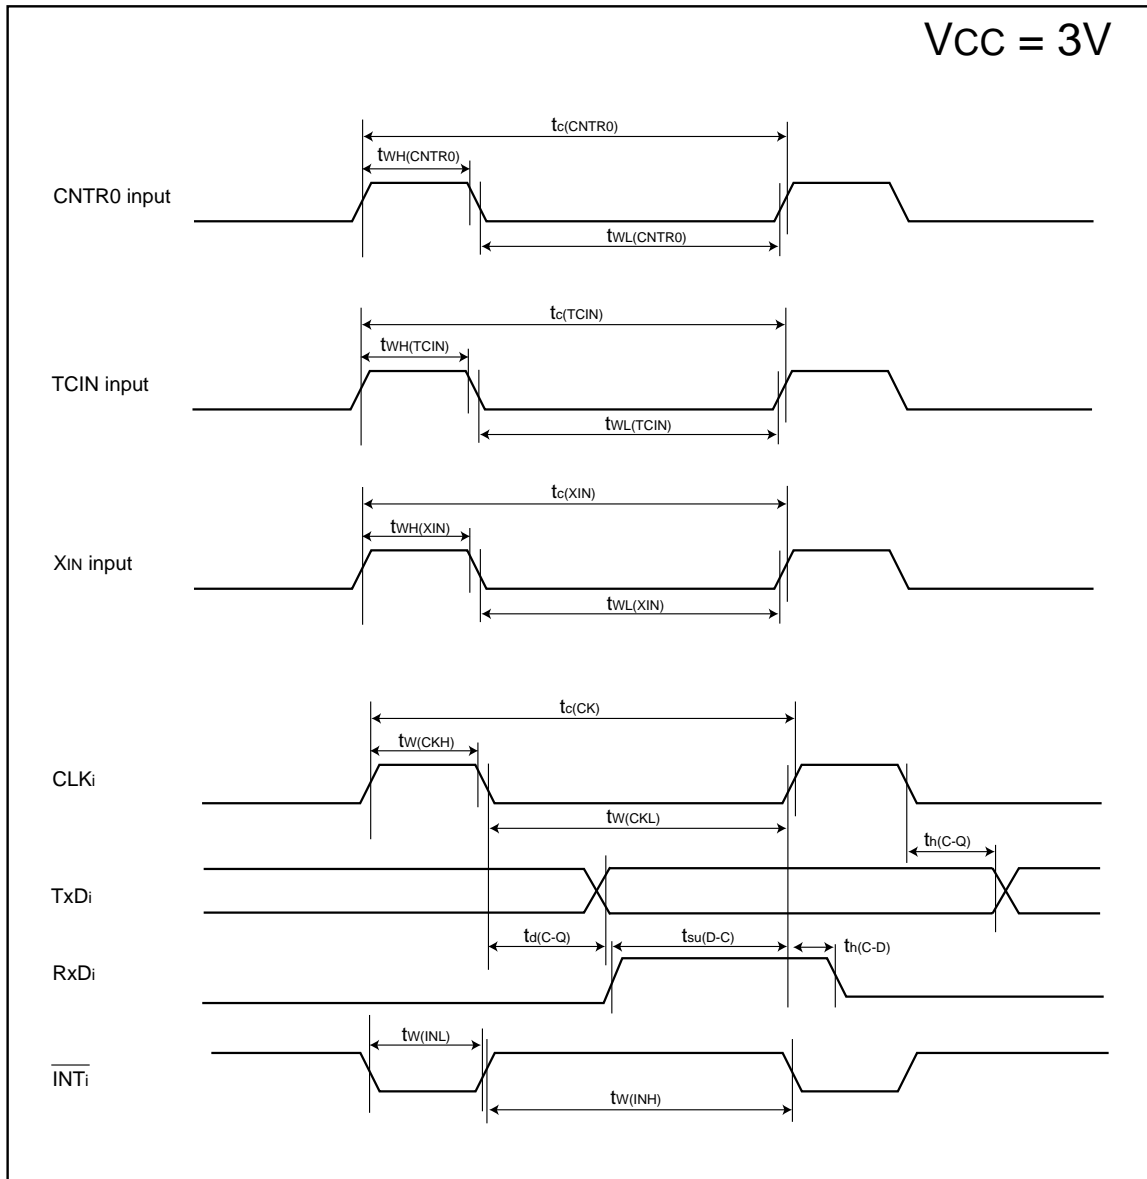 VCC = 3V
tc(CNTR0)
tWH(CNTR0)
CNTR0 input
tWL(CNTR0)
tc(TCIN)
tWH(TCIN)
TCIN input
tWL(TCIN)
tc(XIN)
tWH(XIN)
XIN input
tWL(XIN)
tc(CK)
tW(CKH)
CLKi
tW(CKL)
th(C-Q)
TxDi
td(C-Q)
tsu(D-C)
th(C-D)
RxDi
tW(INL)
INTi
tW(INH)